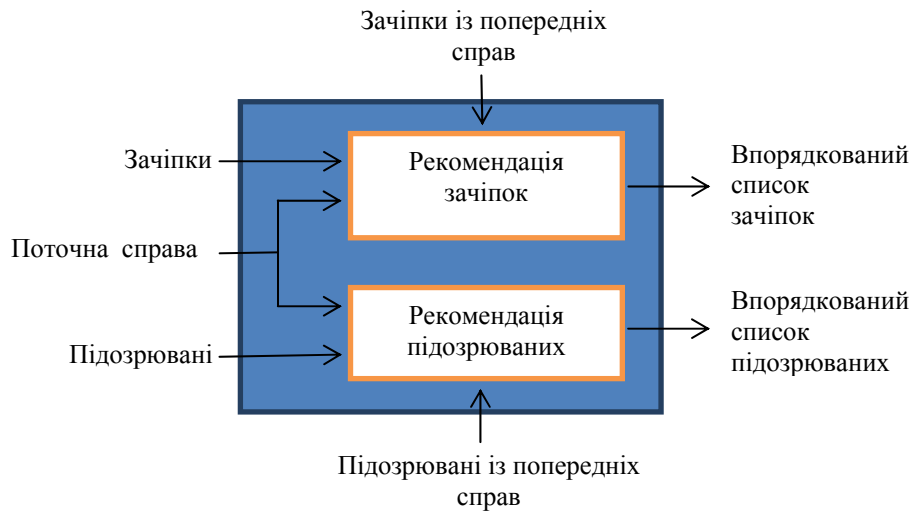 Зачіпки із попередніх
справ
Зачіпки
Рекомендація
зачіпок
Впорядкований
список
зачіпок
Поточна справа
Рекомендація
підозрюваних
Впорядкований
список
підозрюваних
Підозрювані
Підозрювані із попередніх
справ